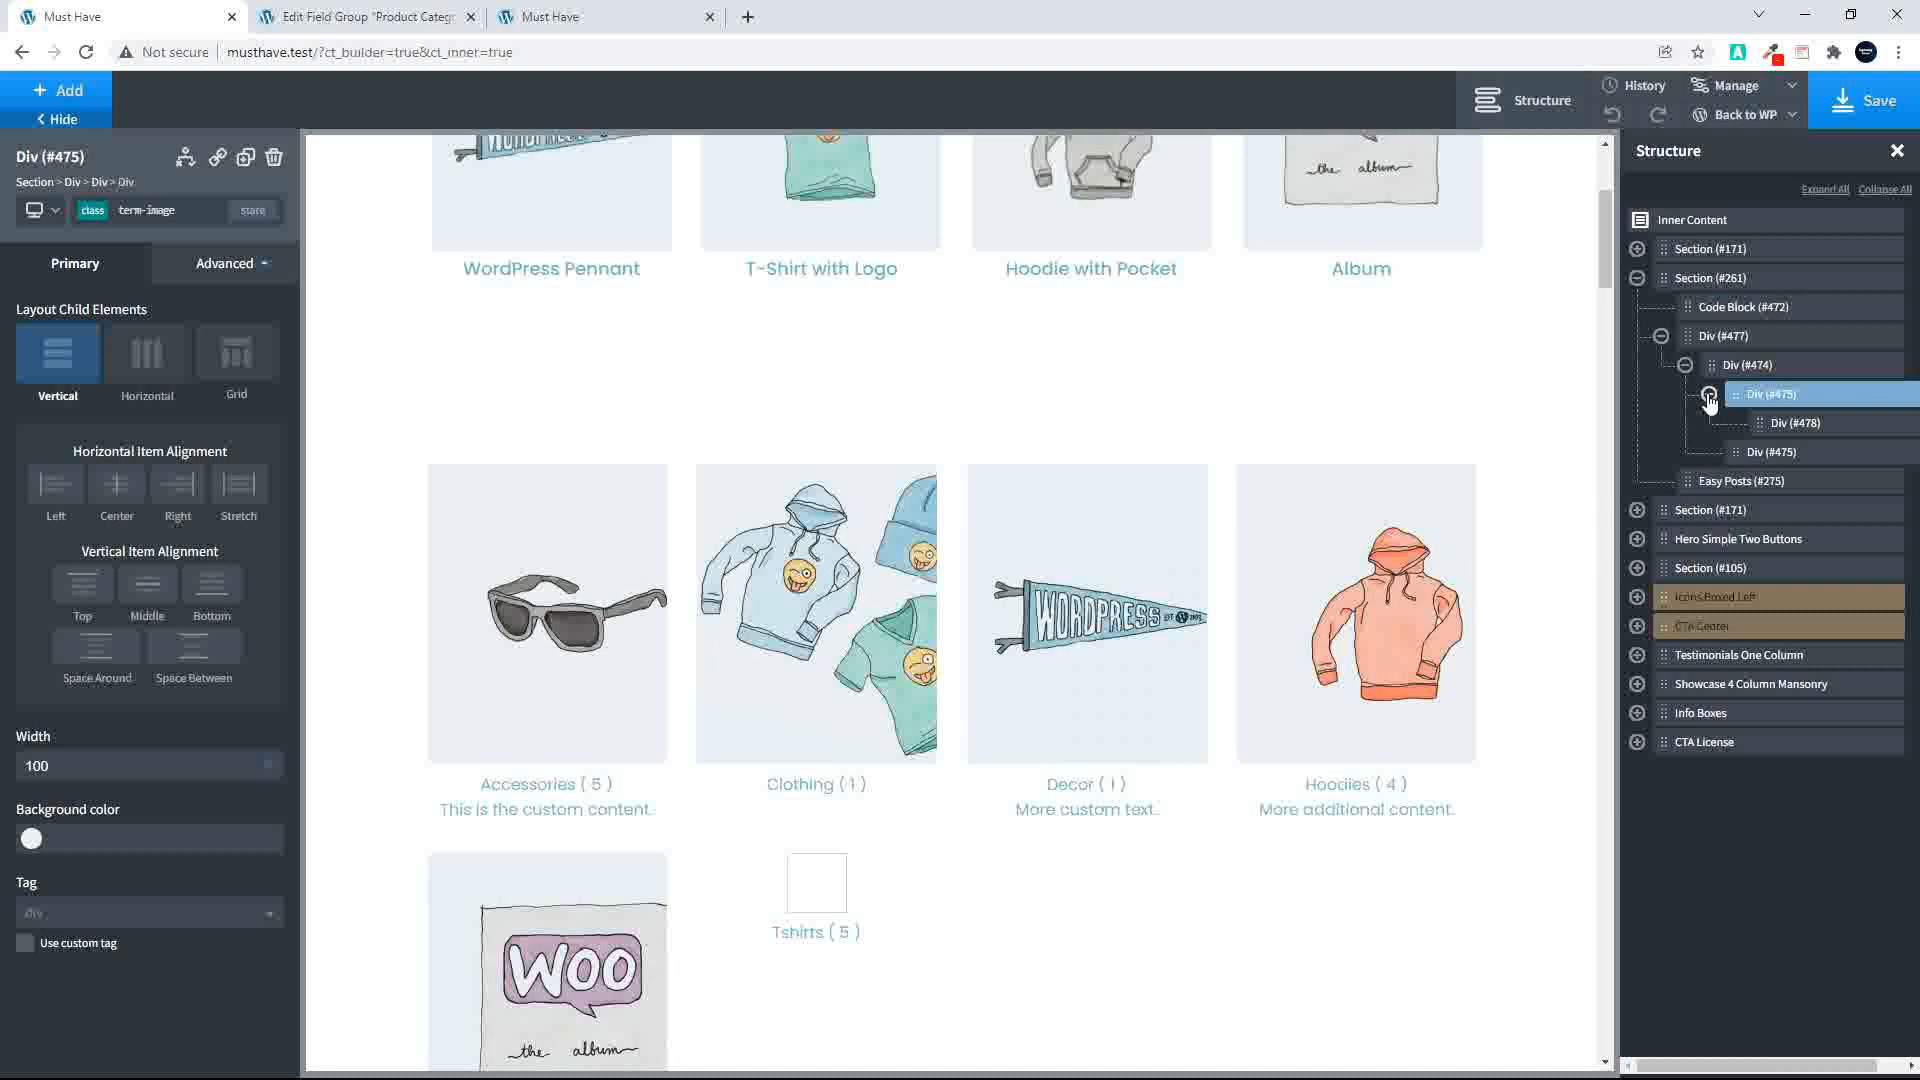 Must Have
Edit Field Group "Product Categ
Must Have
Not secure
musthave.test/?ct_builder=true&ct_inner=true
Add
Hide
Structure
History
Manage
Back to WP
Save
Div (#475)
Section > Div > Div > Div
class
term-image
state
Primary
Advanced
Layout Child Elements
Vertical
Horizontal
Grid
Horizontal Item Alignment
Left
Center
Right
Stretch
Vertical Item Alignment
Top
Middle
Bottom
Space Around
Space Between
Width
100
Background color
Tag
div
Use custom tag
the album
WordPress Pennant
T-Shirt with Logo
Hoodie with Pocket
Album
WORDPRESS
Accessories ( 5 )
This is the custom content.
Clothing ( 1 )
Decor ( 1 )
More custom text..
Hoodies ( 4 )
More additional content.
WOO
the album
Tshirts ( 5 )
Structure
Expand All
Collapse All
Inner Content
Section (#171)
Section (#261)
Code Block (#472)
Div (#477)
Div (#474)
Div (#475)
Div (#478)
Div (#475)
Easy Posts (#275)
Section (#171)
Hero Simple Two Buttons
Section (#105)
Icons Boxed Left
CTA Center
Testimonials One Column
Showcase 4 Column Mansonry
Info Boxes
CTA License